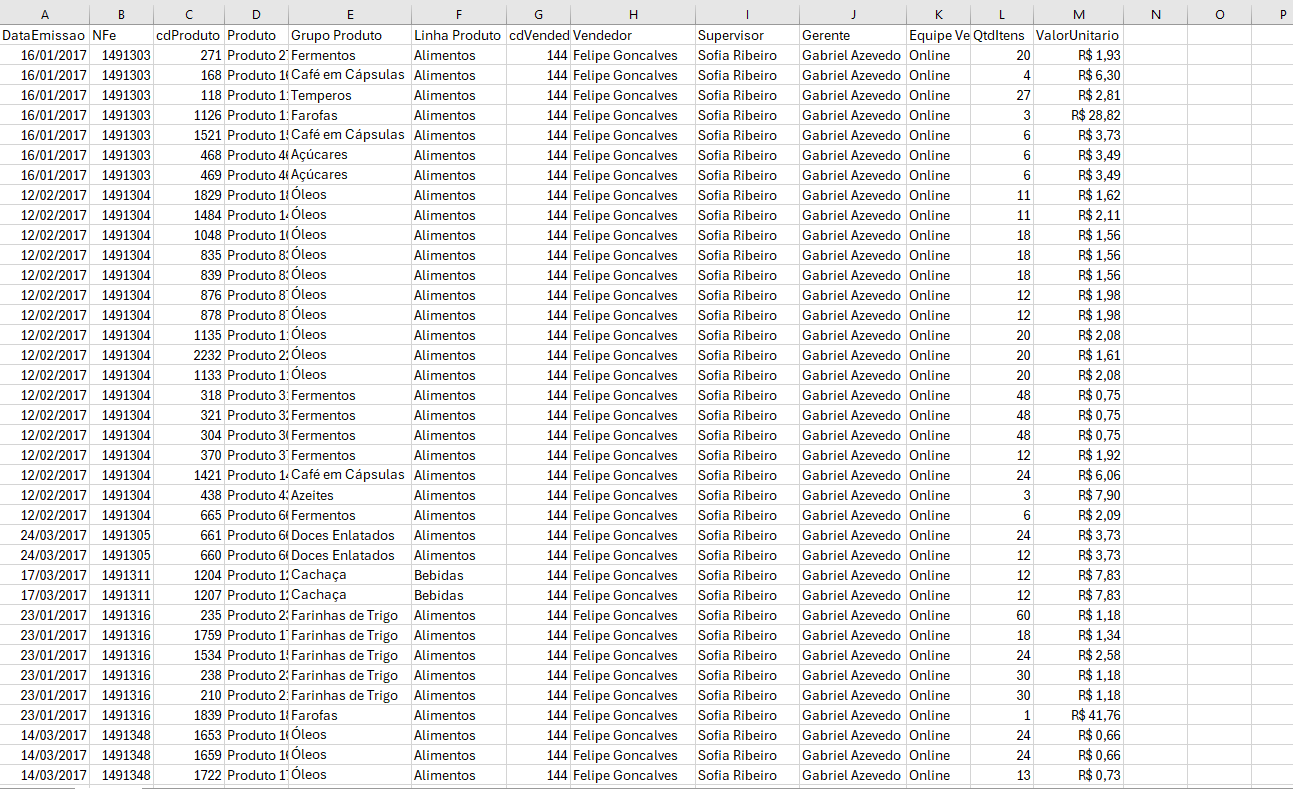 A B C D E F G H I J K L M N O P
DataEmissao NFe cdProduto Produto Grupo Produto Linha Produto cdVended Vendedor Supervisor Gerente Equipe Ve QtdItens ValorUnitario
16/01/2017 1491303 271 Produto 27 Fermentos Alimentos 144 Felipe Goncalves Sofia Ribeiro Gabriel Azevedo Online 20 R$ 1,93
16/01/2017 1491303 168 Produto 16 Café em Cápsulas Alimentos 144 Felipe Goncalves Sofia Ribeiro Gabriel Azevedo Online 4 R$ 6,30
16/01/2017 1491303 118 Produto 11 Temperos Alimentos 144 Felipe Goncalves Sofia Ribeiro Gabriel Azevedo Online 27 R$ 2,81
16/01/2017 1491303 1126 Produto 11 Farofas Alimentos 144 Felipe Goncalves Sofia Ribeiro Gabriel Azevedo Online 3 R$ 28,82
16/01/2017 1491303 1521 Produto 15 Café em Cápsulas Alimentos 144 Felipe Goncalves Sofia Ribeiro Gabriel Azevedo Online 6 R$ 3,73
16/01/2017 1491303 468 Produto 46 Açúcares Alimentos 144 Felipe Goncalves Sofia Ribeiro Gabriel Azevedo Online 6 R$ 3,49
16/01/2017 1491303 469 Produto 46 Açúcares Alimentos 144 Felipe Goncalves Sofia Ribeiro Gabriel Azevedo Online 6 R$ 3,49
12/02/2017 1491304 1829 Produto 18 Óleos Alimentos 144 Felipe Goncalves Sofia Ribeiro Gabriel Azevedo Online 11 R$ 1,62
12/02/2017 1491304 1484 Produto 14 Óleos Alimentos 144 Felipe Goncalves Sofia Ribeiro Gabriel Azevedo Online 11 R$ 2,11
12/02/2017 1491304 1048 Produto 10 Óleos Alimentos 144 Felipe Goncalves Sofia Ribeiro Gabriel Azevedo Online 18 R$ 1,56
12/02/2017 1491304 835 Produto 83 Óleos Alimentos 144 Felipe Goncalves Sofia Ribeiro Gabriel Azevedo Online 18 R$ 1,56
12/02/2017 1491304 839 Produto 83 Óleos Alimentos 144 Felipe Goncalves Sofia Ribeiro Gabriel Azevedo Online 18 R$ 1,56
12/02/2017 1491304 876 Produto 87 Óleos Alimentos 144 Felipe Goncalves Sofia Ribeiro Gabriel Azevedo Online 12 R$ 1,98
12/02/2017 1491304 878 Produto 87 Óleos Alimentos 144 Felipe Goncalves Sofia Ribeiro Gabriel Azevedo Online 12 R$ 1,98
12/02/2017 1491304 1135 Produto 11 Óleos Alimentos 144 Felipe Goncalves Sofia Ribeiro Gabriel Azevedo Online 20 R$ 2,08
12/02/2017 1491304 2232 Produto 22 Óleos Alimentos 144 Felipe Goncalves Sofia Ribeiro Gabriel Azevedo Online 20 R$ 1,61
12/02/2017 1491304 1133 Produto 11 Óleos Alimentos 144 Felipe Goncalves Sofia Ribeiro Gabriel Azevedo Online 20 R$ 2,08
12/02/2017 1491304 318 Produto 31 Fermentos Alimentos 144 Felipe Goncalves Sofia Ribeiro Gabriel Azevedo Online 48 R$ 0,75
12/02/2017 1491304 321 Produto 32 Fermentos Alimentos 144 Felipe Goncalves Sofia Ribeiro Gabriel Azevedo Online 48 R$ 0,75
12/02/2017 1491304 304 Produto 30 Fermentos Alimentos 144 Felipe Goncalves Sofia Ribeiro Gabriel Azevedo Online 48 R$ 0,75
12/02/2017 1491304 370 Produto 37 Fermentos Alimentos 144 Felipe Goncalves Sofia Ribeiro Gabriel Azevedo Online 12 R$ 1,92
12/02/2017 1491304 1421 Produto 14 Café em Cápsulas Alimentos 144 Felipe Goncalves Sofia Ribeiro Gabriel Azevedo Online 24 R$ 6,06
12/02/2017 1491304 438 Produto 43 Azeites Alimentos 144 Felipe Goncalves Sofia Ribeiro Gabriel Azevedo Online 3 R$ 7,90
12/02/2017 1491304 665 Produto 66 Fermentos Alimentos 144 Felipe Goncalves Sofia Ribeiro Gabriel Azevedo Online 6 R$ 2,09
24/03/2017 1491305 661 Produto 66 Doces Enlatados Alimentos 144 Felipe Goncalves Sofia Ribeiro Gabriel Azevedo Online 24 R$ 3,73
24/03/2017 1491305 660 Produto 66 Doces Enlatados Alimentos 144 Felipe Goncalves Sofia Ribeiro Gabriel Azevedo Online 12 R$ 3,73
17/03/2017 1491311 1204 Produto 12 Cachaça Bebidas 144 Felipe Goncalves Sofia Ribeiro Gabriel Azevedo Online 12 R$ 7,83
17/03/2017 1491311 1207 Produto 12 Cachaça Bebidas 144 Felipe Goncalves Sofia Ribeiro Gabriel Azevedo Online 12 R$ 7,83
23/01/2017 1491316 235 Produto 23 Farinhas de Trigo Alimentos 144 Felipe Goncalves Sofia Ribeiro Gabriel Azevedo Online 60 R$ 1,18
23/01/2017 1491316 1759 Produto 17 Farinhas de Trigo Alimentos 144 Felipe Goncalves Sofia Ribeiro Gabriel Azevedo Online 18 R$ 1,34
23/01/2017 1491316 1534 Produto 15 Farinhas de Trigo Alimentos 144 Felipe Goncalves Sofia Ribeiro Gabriel Azevedo Online 24 R$ 2,58
23/01/2017 1491316 238 Produto 23 Farinhas de Trigo Alimentos 144 Felipe Goncalves Sofia Ribeiro Gabriel Azevedo Online 30 R$ 1,18
23/01/2017 1491316 210 Produto 21 Farinhas de Trigo Alimentos 144 Felipe Goncalves Sofia Ribeiro Gabriel Azevedo Online 30 R$ 1,18
23/01/2017 1491316 1839 Produto 18 Farofas Alimentos 144 Felipe Goncalves Sofia Ribeiro Gabriel Azevedo Online 1 R$ 41,76
14/03/2017 1491348 1653 Produto 16 Óleos Alimentos 144 Felipe Goncalves Sofia Ribeiro Gabriel Azevedo Online 24 R$ 0,66
14/03/2017 1491348 1659 Produto 16 Óleos Alimentos 144 Felipe Goncalves Sofia Ribeiro Gabriel Azevedo Online 24 R$ 0,66
14/03/2017 1491348 1722 Produto 17 Óleos Alimentos 144 Felipe Goncalves Sofia Ribeiro Gabriel Azevedo Online 13 R$ 0,73